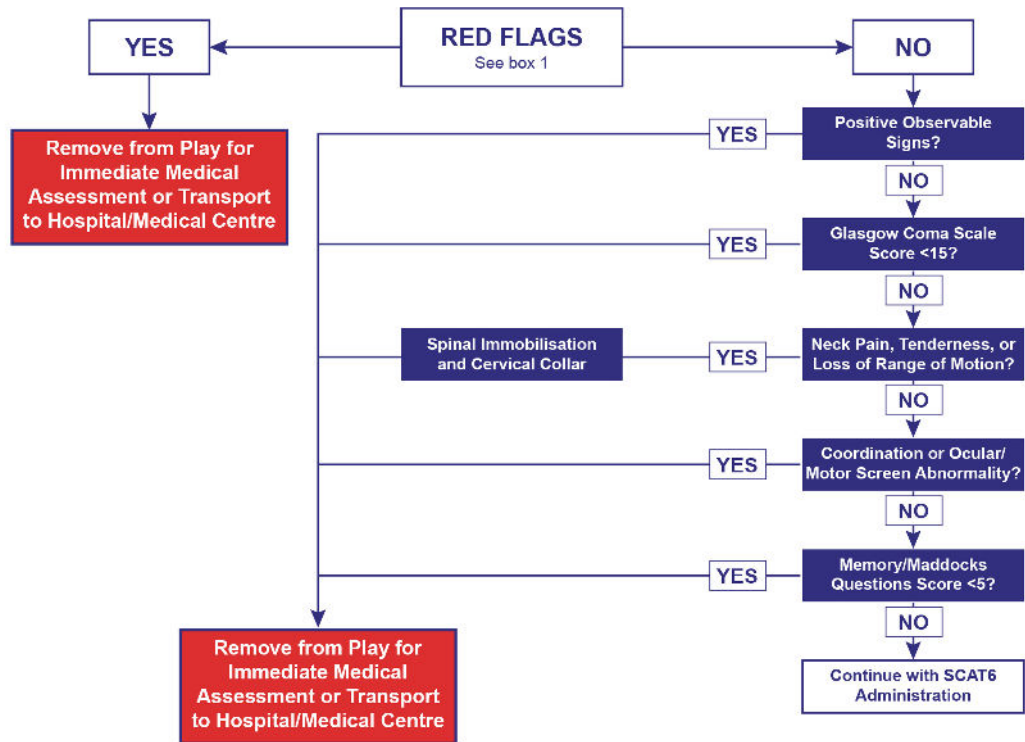 YES
RED FLAGS
See box 1
NO
Remove from Play for
Immediate Medical
Assessment or Transport
to Hospital/Medical Centre
YES
Positive Observable
Signs?
NO
YES
Glasgow Coma Scale
Score <15?
NO
Spinal Immobilisation
and Cervical Collar
YES
Neck Pain, Tenderness, or
Loss of Range of Motion?
NO
YES
Coordination or Ocular/
Motor Screen Abnormality?
NO
YES
Memory/Maddocks
Questions Score <5?
NO
Remove from Play for
Immediate Medical
Assessment or Transport
to Hospital/Medical Centre
Continue with SCAT6
Administration